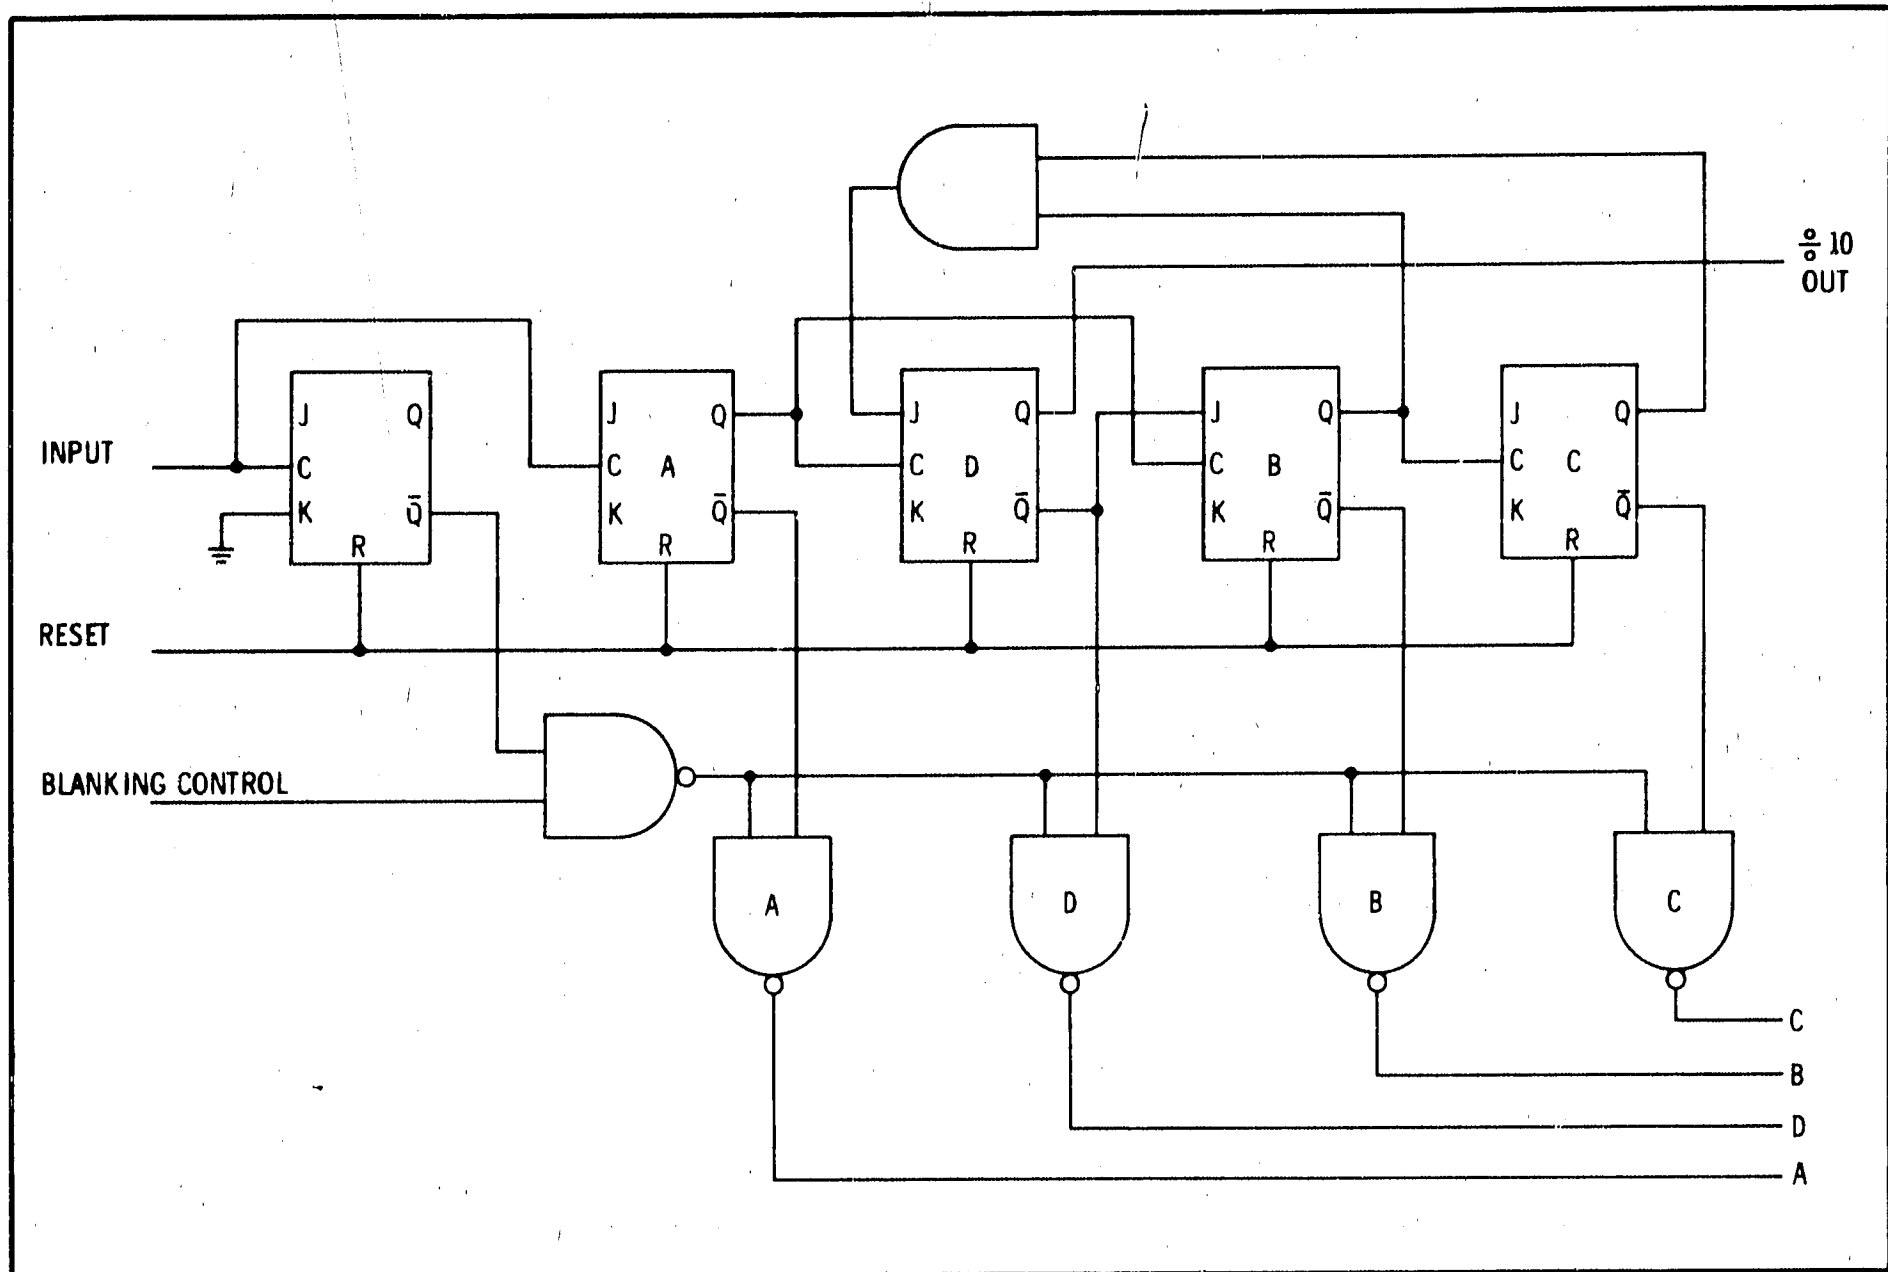 ÷ 10
OUT
J Q
J Q
J Q
J Q
J Q
INPUT
C
C A
C D
C B
C C
K Q̅
K Q̅
K Q̅
K Q̅
K Q̅
R
R
R
R
R
RESET
BLANKING CONTROL
A
D
B
C
C
B
D
A